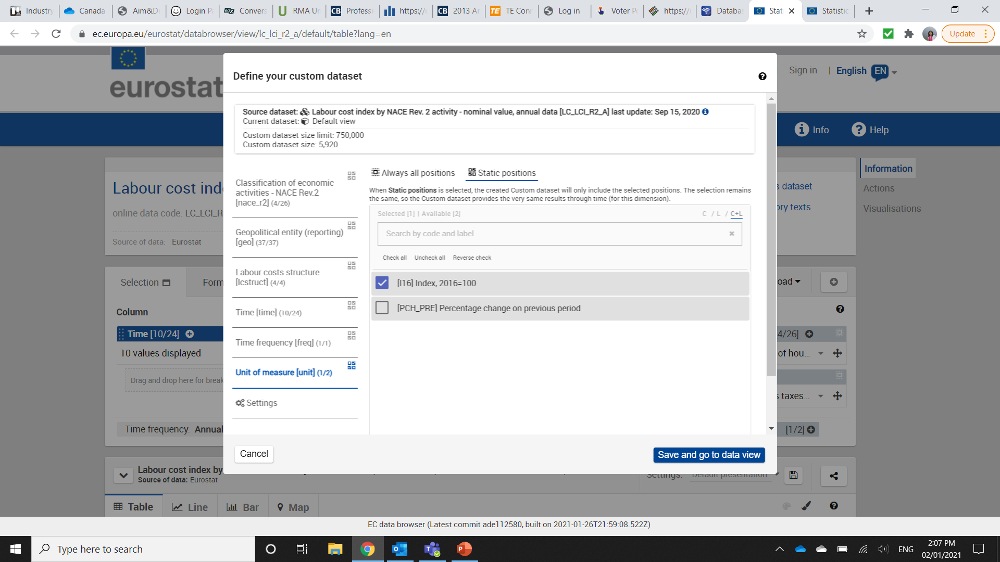 Industry
Canada
Aim&D
Login Pa
Convers
RMA Un
Professi
https://
2013 A
TE Conn
Log in
Voter Po
https://
Databas
Stat
Statistic
ec.europa.eu/eurostat/databrowser/view/lc_lci_r2_a/default/table?lang=en
Update
eurostat
Sign in | English EN
Info
Help
Define your custom dataset
Source dataset: Labour cost index by NACE Rev. 2 activity - nominal value, annual data [LC_LCI_R2_A] last update: Sep 15, 2020
Current dataset: Default view
Custom dataset size limit: 750,000
Custom dataset size: 5,920
Classification of economic
activities - NACE Rev.2
[nace_r2] (4/26)
Geopolitical entity (reporting)
[geo] (37/37)
Labour costs structure
[lcstruct] (4/4)
Time [time] (10/24)
Time frequency [freq] (1/1)
Unit of measure [unit] (1/2)
Settings
Always all positions
Static positions
When Static positions is selected, the created Custom dataset will only include the selected positions. The selection remains
the same, so the Custom dataset provides the very same results through time (for this dimension).
Selected [1] | Available [2]
C / L / C+L
Search by code and label
Check all Uncheck all Reverse check
[I16] Index, 2016=100
[PCH_PRE] Percentage change on previous period
Cancel
Save and go to data view
Labour cost ind
online data code: LC_LCI_R
Source of data: Eurostat
s dataset
ory texts
Information
Actions
Visualisations
Selection
Form
oad
Column
Time [10/24]
10 values displayed
Drag and drop here for break
Time frequency: Annual
4/26]
of hou...
s taxes...
[1/2]
Labour cost index by
Source of data: Eurostat
Settings: Default presentation
Table
Line
Bar
Map
EC data browser (Latest commit ade112580, built on 2021-01-26T21:59:08.522Z)
Type here to search
ENG
2:07 PM
02/01/2021